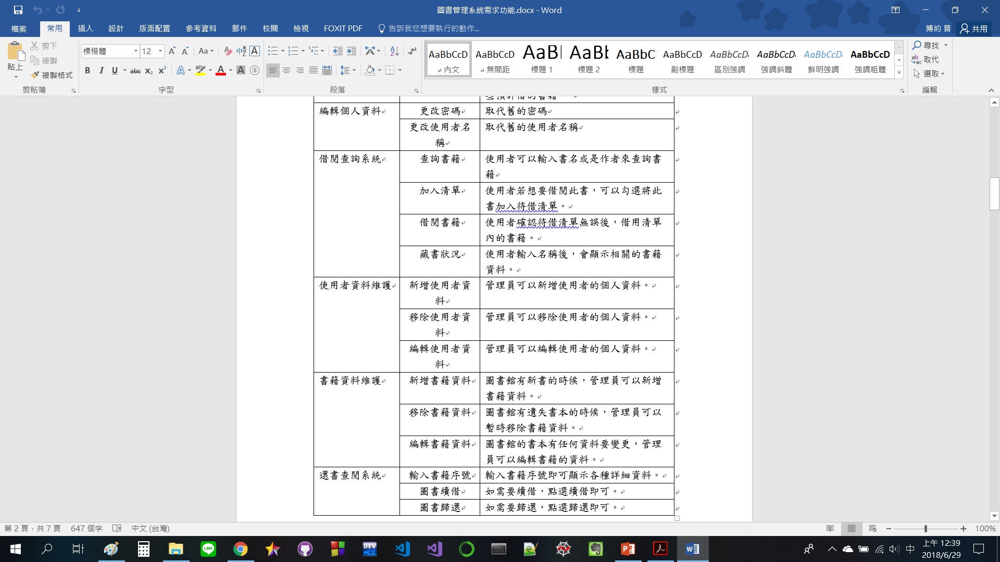 圖書管理系統需求功能.docx - Word
檔案 常用 插入 設計 版面配置 參考資料 郵件 校閱 檢視 FOXIT PDF 告訴我您想要執行的動作... 博約 曾 共用
貼上
剪下
複製
複製格式
標楷體 12
剪貼簿 字型 段落 樣式 編輯
AaBbCcD AaBbCcD AaBl AaBb AaBbC AaBbCcD AaBbCcD AaBbCcD AaBbCcD AaBbCcD
內文 無間距 標題 1 標題 2 標題 副標題 區別強調 強調斜體 鮮明強調 強調粗體
尋找
取代
選取
編輯個人資料 更改密碼 取代舊的密碼
更改使用者名 取代舊的使用者名稱
稱
借閱查詢系統 查詢書籍 使用者可以輸入書名或是作者來查詢書
籍
加入清單 使用者若想要借閱此書，可以勾選將此
書加入待借清單。
借閱書籍 使用者確認待借清單無誤後，借用清單
內的書籍。
藏書狀況 使用者輸入名稱後，會顯示相關的書籍
資料。
使用者資料維護 新增使用者資 管理員可以新增使用者的個人資料。
料
移除使用者資 管理員可以移除使用者的個人資料。
料
編輯使用者資 管理員可以編輯使用者的個人資料。
料
書籍資料維護 新增書籍資料 圖書館有新書的時候，管理員可以新增
書籍資料。
移除書籍資料 圖書館有遺失書本的時候，管理員可以
暫時移除書籍資料。
編輯書籍資料 圖書館的書本有任何資料要變更，管理
員可以編輯書籍的資料。
還書查閱系統 輸入書籍序號 輸入書籍序號即可顯示各種詳細資料。
圖書續借 如需要續借，點選續借即可。
圖書歸還 如需要歸還，點選歸還即可。
第 2 頁，共 7 頁 647 個字 中文 (台灣) 100%
中 上午 12:39
2018/6/29